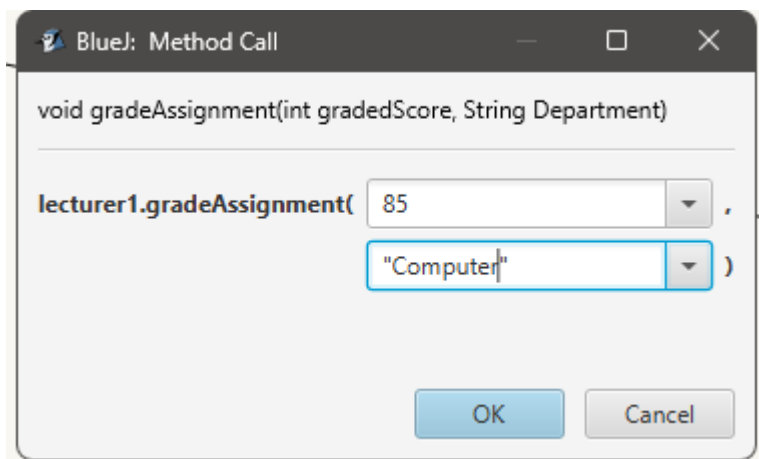 BlueJ: Method Call
void gradeAssignment(int gradedScore, String Department)
lecturer1.gradeAssignment( 85 ,
"Computer" )
OK Cancel